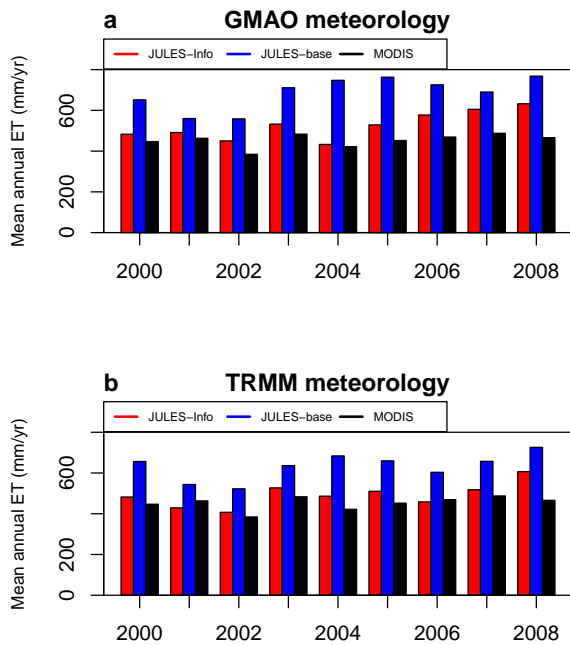 a GMAO meteorology
JULES−Info JULES−base MODIS
Mean annual ET (mm/yr)
600
200
0
2000 2002 2004 2006 2008
b TRMM meteorology
JULES−Info JULES−base MODIS
Mean annual ET (mm/yr)
600
200
0
2000 2002 2004 2006 2008